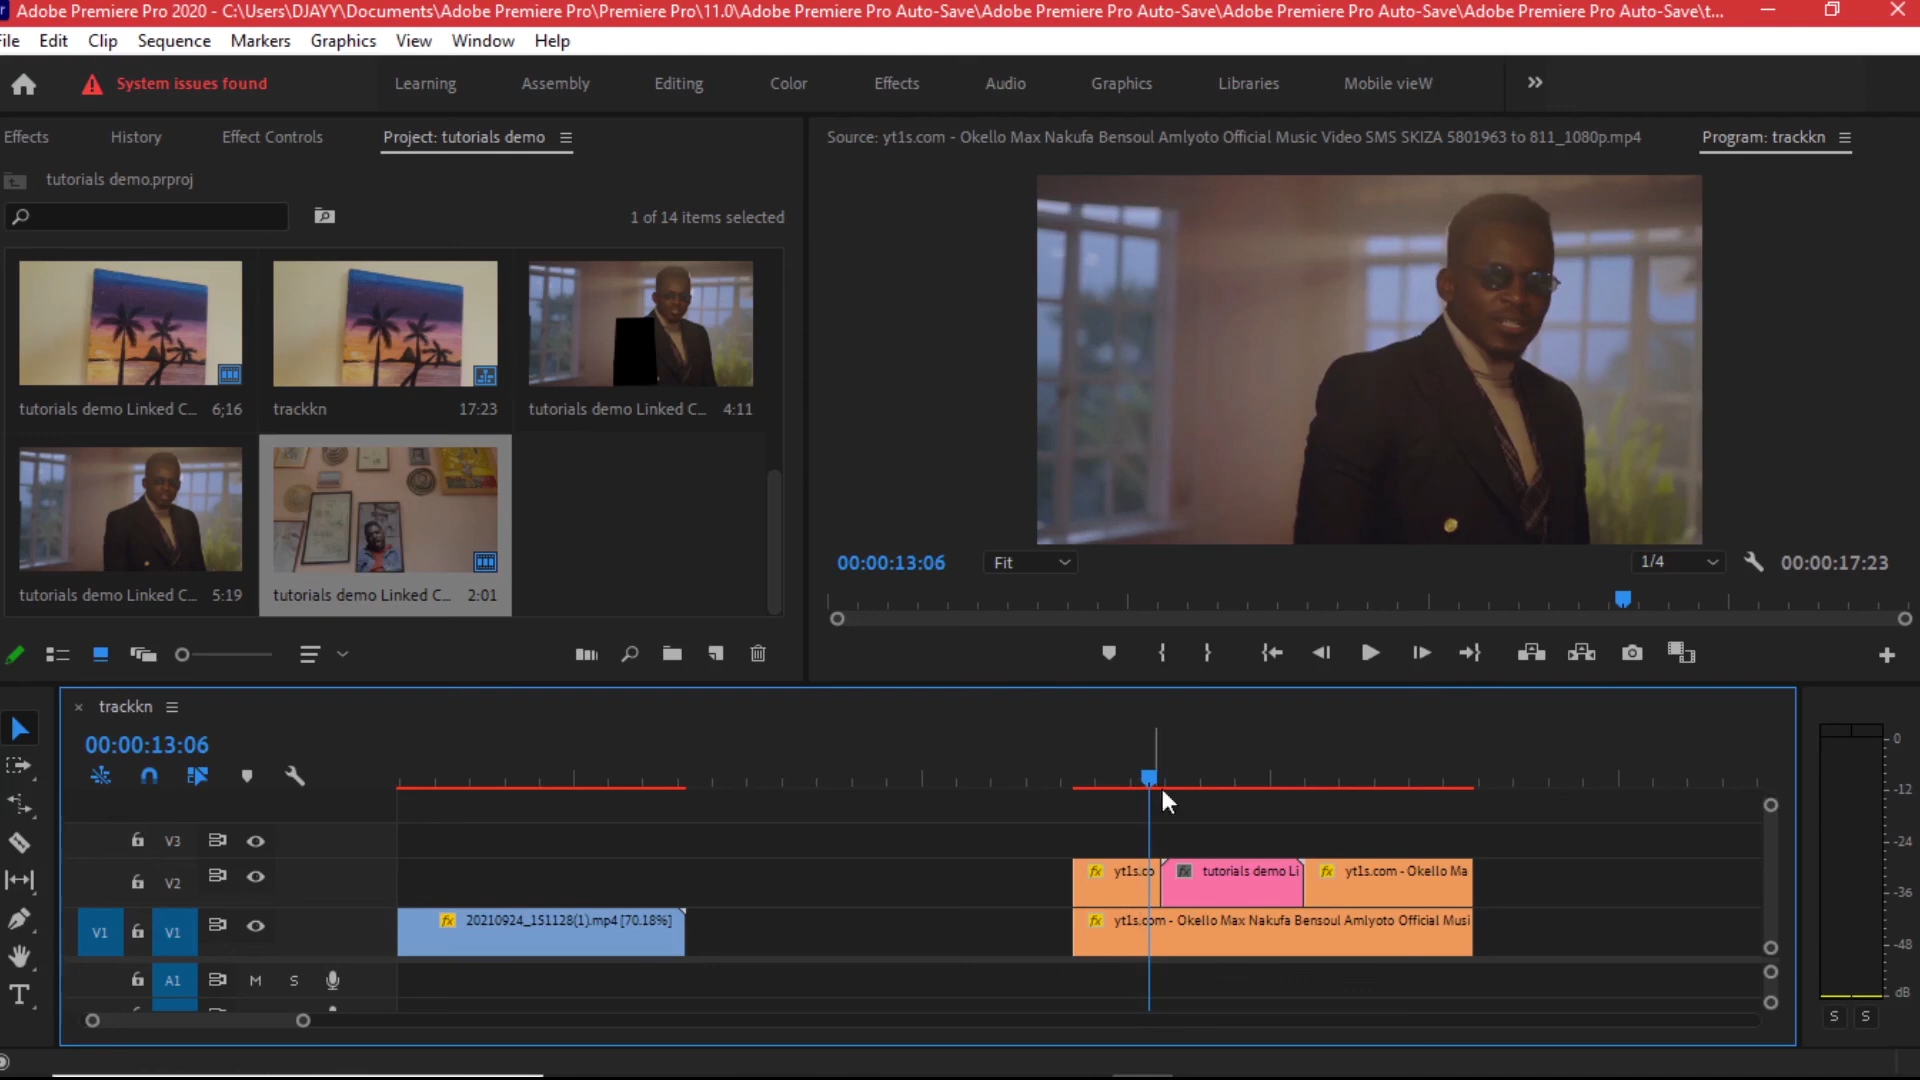 Adobe Premiere Pro 2020 - C:\Users\DJAYY\Documents\Adobe Premiere Pro\Premiere Pro\11.0\Adobe Premiere Pro Auto-Save\Adobe Premiere Pro Auto-Save\Adobe Premiere Pro Auto-Save\Adobe Premiere Pro Auto-Save\t...
File Edit Clip Sequence Markers Graphics View Window Help
System issues found Learning Assembly Editing Color Effects Audio Graphics Libraries Mobile vieW
Effects History Effect Controls Project: tutorials demo
Source: yt1s.com - Okello Max Nakufa Bensoul Amlyoto Official Music Video SMS SKIZA 5801963 to 811_1080p.mp4 Program: trackkn
tutorials demo.prproj
1 of 14 items selected
tutorials demo Linked C... 6;16 trackkn 17:23 tutorials demo Linked C... 4:11
tutorials demo Linked C... 5:19 tutorials demo Linked C... 2:01
00:00:13:06 Fit 1/4 00:00:17:23
trackkn
00:00:13:06
V3
V2 fx yt1s.co fx tutorials demo Li fx yt1s.com - Okello Ma
V1 V1 fx 20210924_151128(1).mp4 [70.18%] fx yt1s.com - Okello Max Nakufa Bensoul Amlyoto Official Musi
A1 M S
0
-12
-24
-36
-48
dB
S S